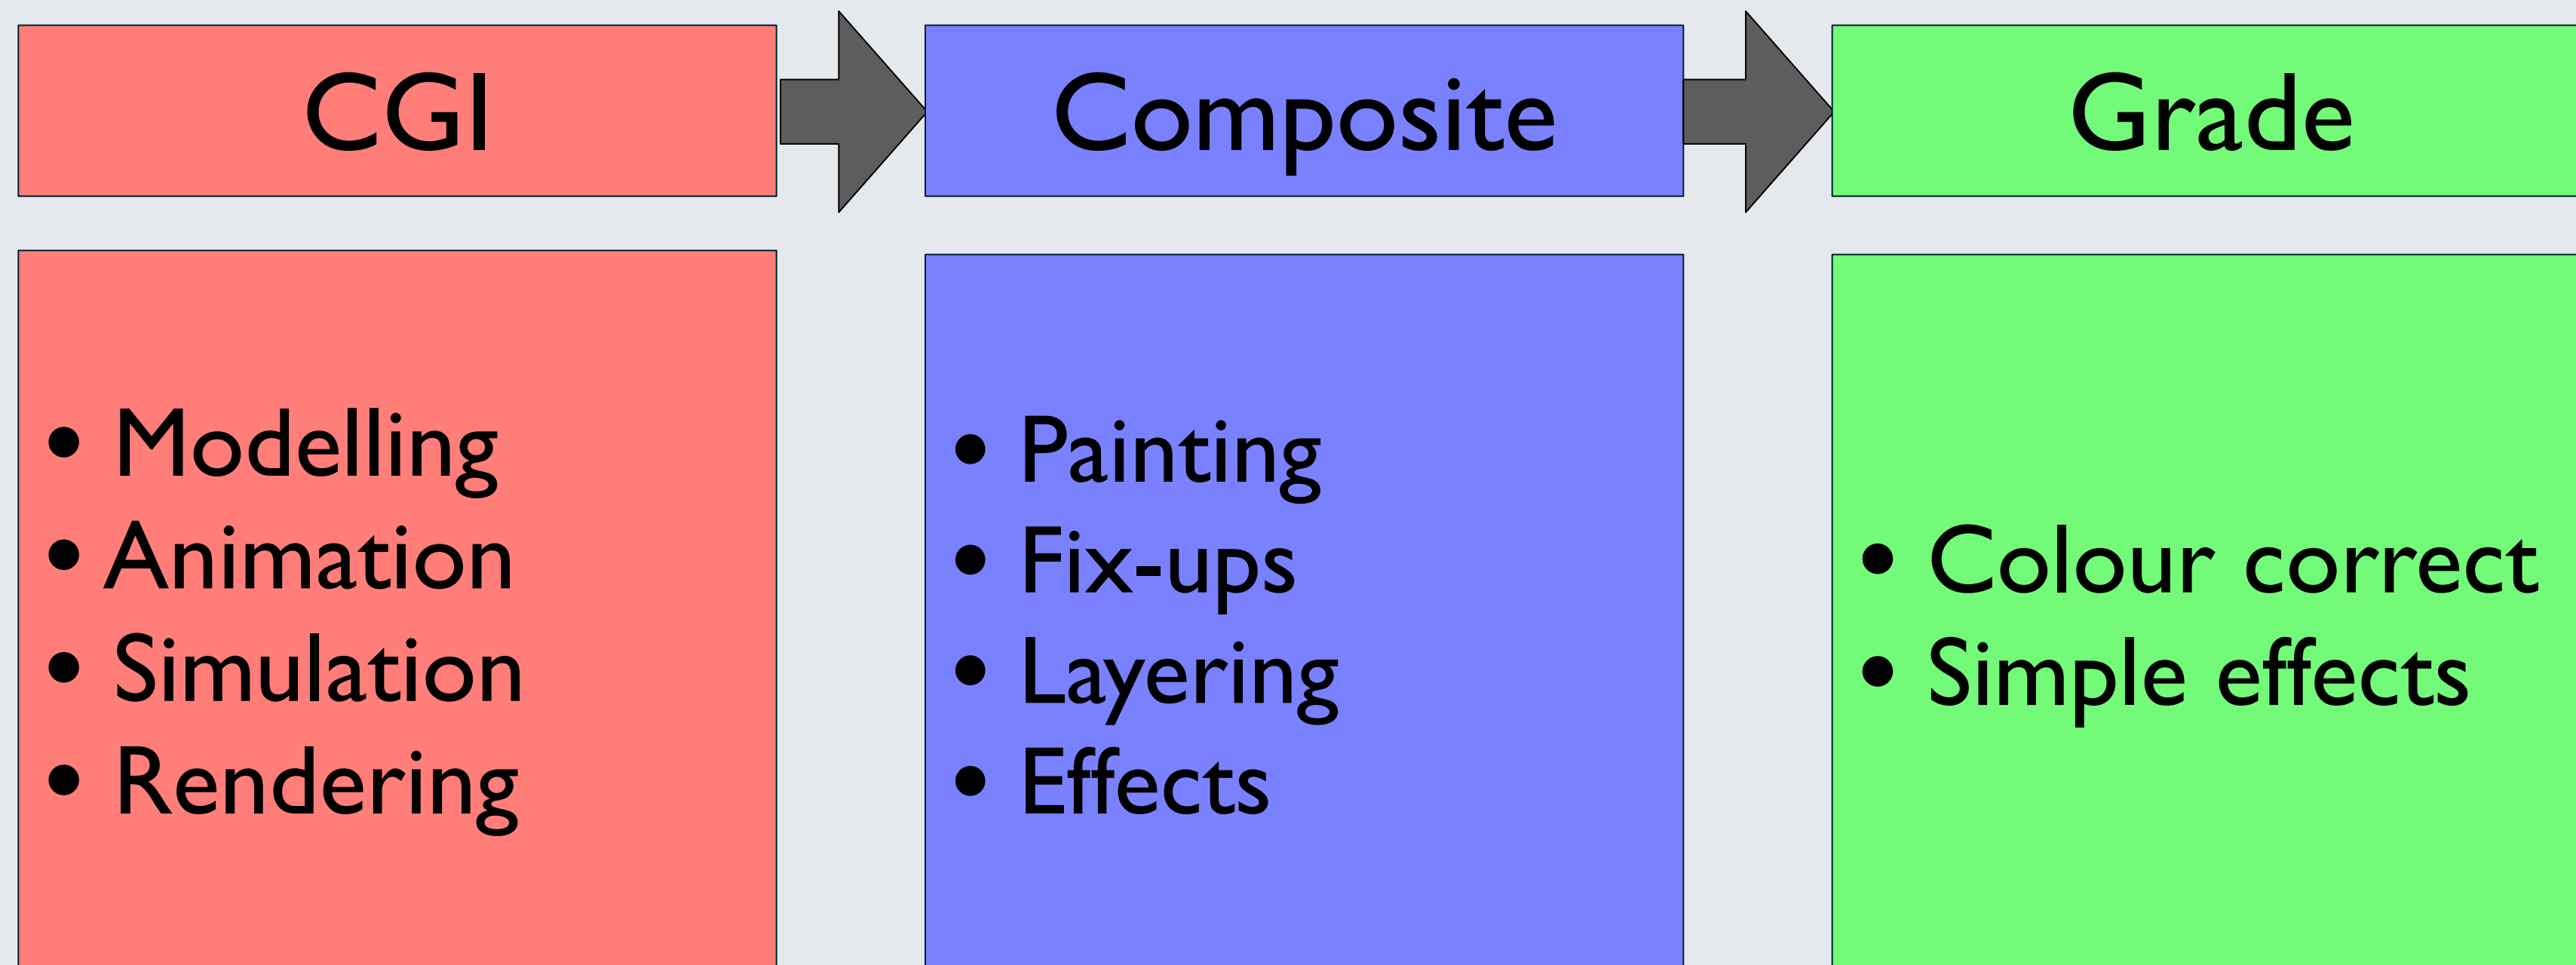 CGI
Composite
Grade
• Modelling
• Animation
• Simulation
• Rendering
• Painting
• Fix-ups
• Layering
• Effects
• Colour correct
• Simple effects